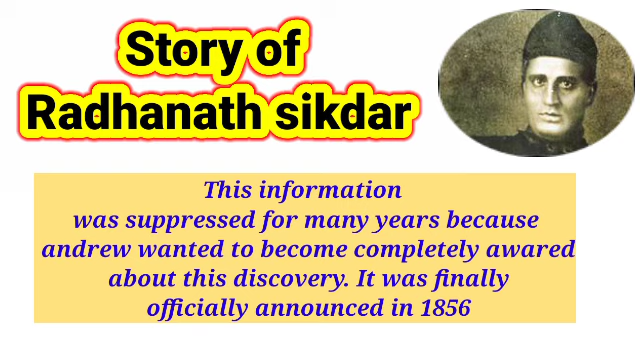 Story of
Radhanath sikdar
This information
was suppressed for many years because
andrew wanted to become completely awared
about this discovery. It was finally
officially announced in 1856